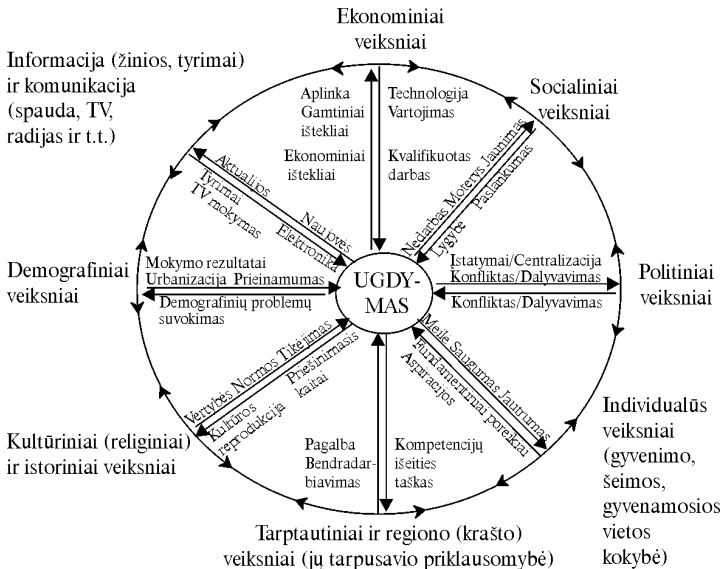 Ekonominiai
veiksniai
Informacija (žinios, tyrimai)
ir komunikacija
(spauda, TV,
radijas ir t.t.)
Socialiniai
veiksniai
Aplinka
Gamtiniai
ištekliai
Ekonominiai
ištekliai
Technologija
Vartojimas
Kvalifikuotas
darbas
Aktualijos Naujovės
Tyrimai Elektronika
TV mokymas
Nedarbas Moterys Jaunimas
Lygybė Paslankumas
Demografiniai
veiksniai
Mokymo rezultatai
Urbanizacija Prieinamumas
Demografinių problemų
suvokimas
UGDY-
MAS
Įstatymai/Centralizacija
Konfliktas/Dalyvavimas
Konfliktas/Dalyvavimas
Politiniai
veiksniai
Vertybės Normos Tikėjimas
Kultūros Priešinimasis
reprodukcija kaitai
Meilė Saugumas Jautrumas
Fundamentiniai poreikiai
Aspiracijos
Kultūriniai (religiniai)
ir istoriniai veiksniai
Pagalba
Bendradar-
biavimas
Kompetencijų
išeities
taškas
Individualūs
veiksniai
(gyvenimo,
šeimos,
gyvenamosios
vietos
kokybė)
Tarptautiniai ir regiono (krašto)
veiksniai (jų tarpusavio priklausomybė)